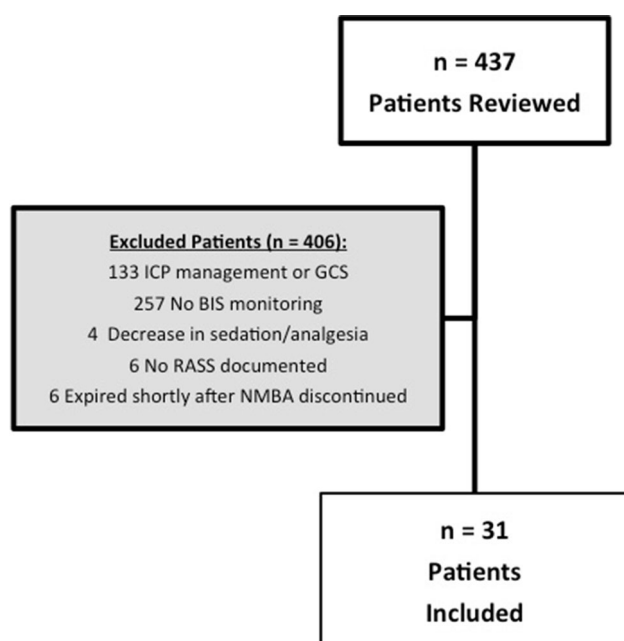 n = 437
Patients Reviewed
Excluded Patients (n = 406):
133 ICP management or GCS
257 No BIS monitoring
4 Decrease in sedation/analgesia
6 No RASS documented
6 Expired shortly after NMBA discontinued
n = 31
Patients
Included